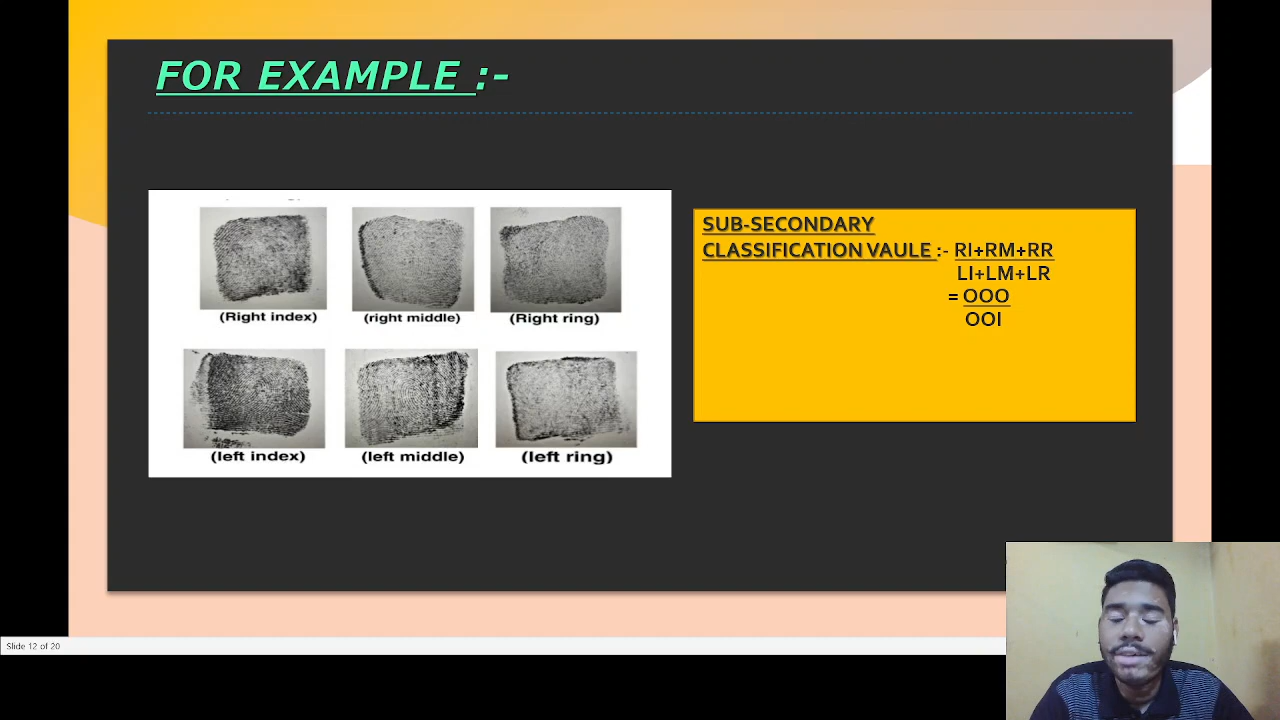 FOR EXAMPLE :-
(Right index) (right middle) (Right ring)
(left index) (left middle) (left ring)
SUB-SECONDARY
CLASSIFICATION VAULE :- RI+RM+RR
LI+LM+LR
= OOO
OOI
Slide 12 of 20